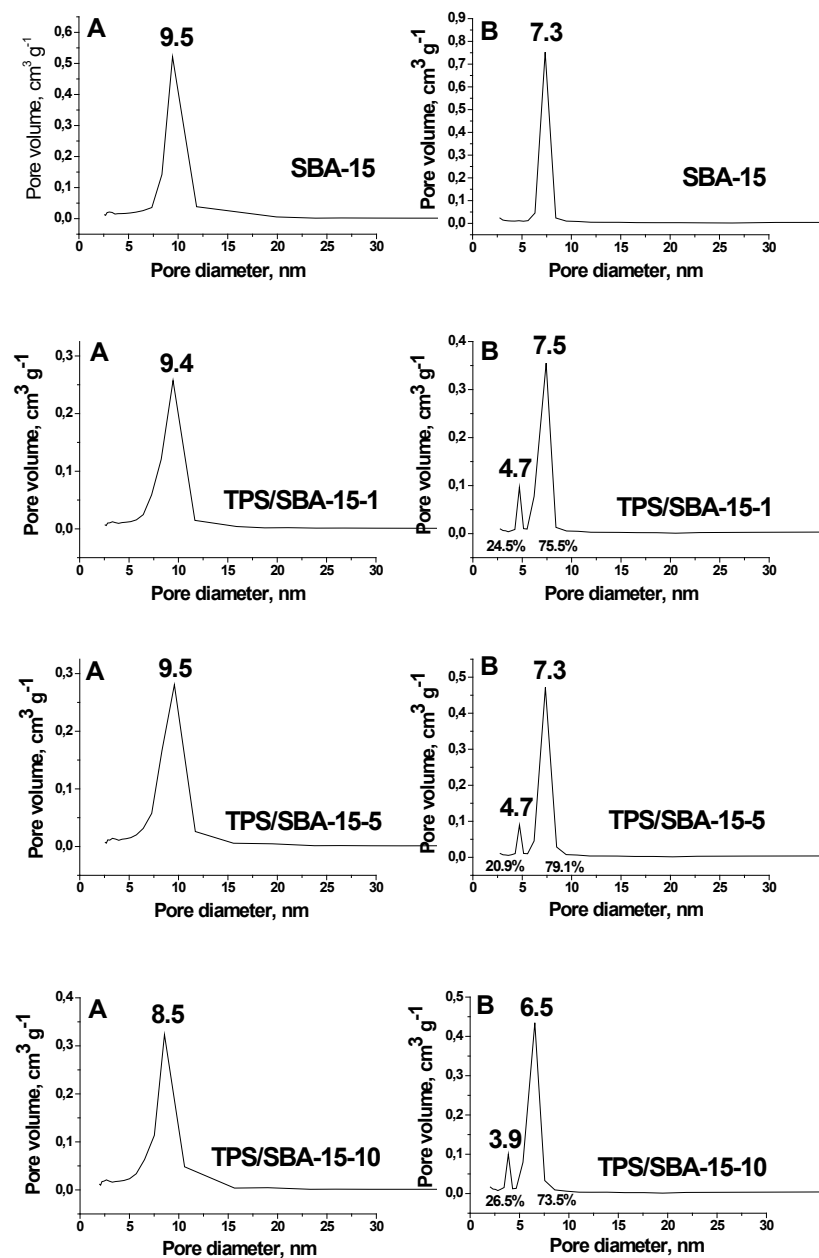 A
9.5
0,6
0,5
0,4
0,3
0,2
0,1
0,0
Pore volume, cm³ g⁻¹
SBA-15
0 5 10 15 20 25 30
Pore diameter, nm
B
7.3
0,9
0,8
0,7
0,6
0,5
0,4
0,3
0,2
0,1
0,0
Pore volume, cm³ g⁻¹
SBA-15
0 5 10 15 20 25 30
Pore diameter, nm
A
9.4
0,3
0,2
0,1
0,0
Pore volume, cm³ g⁻¹
TPS/SBA-15-1
0 5 10 15 20 25 30
Pore diameter, nm
B
7.5
4.7
0,4
0,3
0,2
0,1
0,0
Pore volume, cm³ g⁻¹
TPS/SBA-15-1
24.5% 75.5%
0 5 10 15 20 25 30
Pore diameter, nm
A
9.5
0,3
0,2
0,1
0,0
Pore volume, cm³ g⁻¹
TPS/SBA-15-5
0 5 10 15 20 25 30
Pore diameter, nm
B
7.3
4.7
0,5
0,4
0,3
0,2
0,1
0,0
Pore volume, cm³ g⁻¹
TPS/SBA-15-5
20.9% 79.1%
0 5 10 15 20 25 30
Pore diameter, nm
A
8.5
0,4
0,3
0,2
0,1
0,0
Pore volume, cm³ g⁻¹
TPS/SBA-15-10
0 5 10 15 20 25 30
Pore diameter, nm
B
6.5
3.9
0,5
0,4
0,3
0,2
0,1
0,0
Pore volume, cm³ g⁻¹
TPS/SBA-15-10
26.5% 73.5%
0 5 10 15 20 25 30
Pore diameter, nm